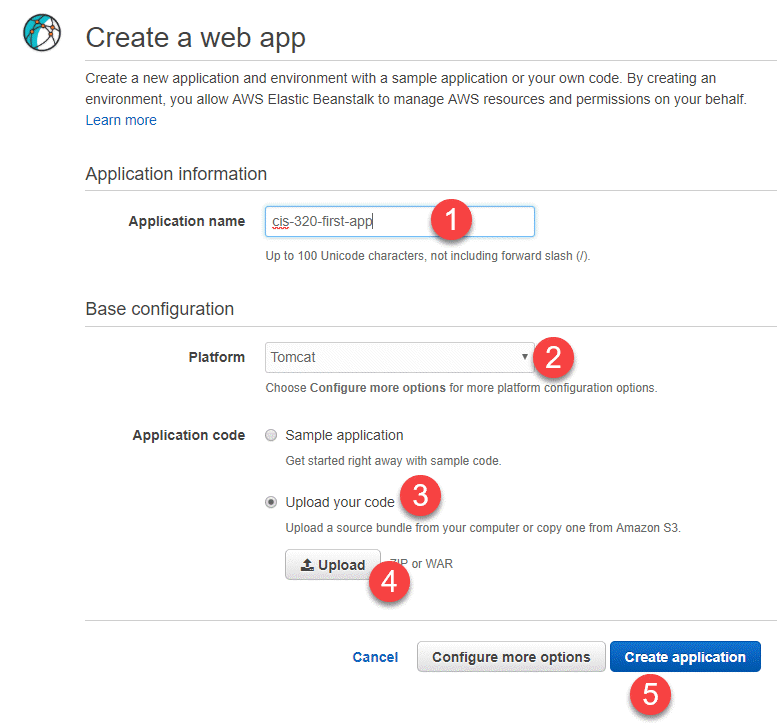 Create a web app
Create a new application and environment with a sample application or your own code. By creating an
environment, you allow AWS Elastic Beanstalk to manage AWS resources and permissions on your behalf.
Learn more
Application information
Application name cis-320-first-app 1
Up to 100 Unicode characters, not including forward slash (/).
Base configuration
Platform Tomcat 2
Choose Configure more options for more platform configuration options.
Application code Sample application
Get started right away with sample code.
Upload your code 3
Upload a source bundle from your computer or copy one from Amazon S3.
Upload 4 ZIP or WAR
Cancel Configure more options Create application
5